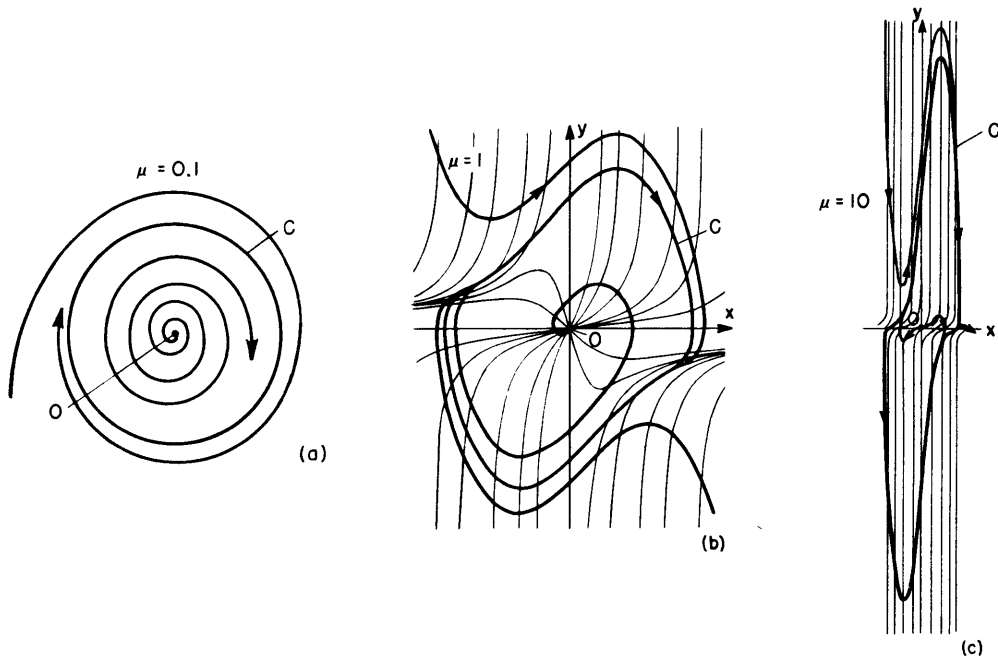 μ = 0.1
C
O
(a)
y
μ = 1
C
x
O
(b)
y
C
μ = 10
O
x
(c)